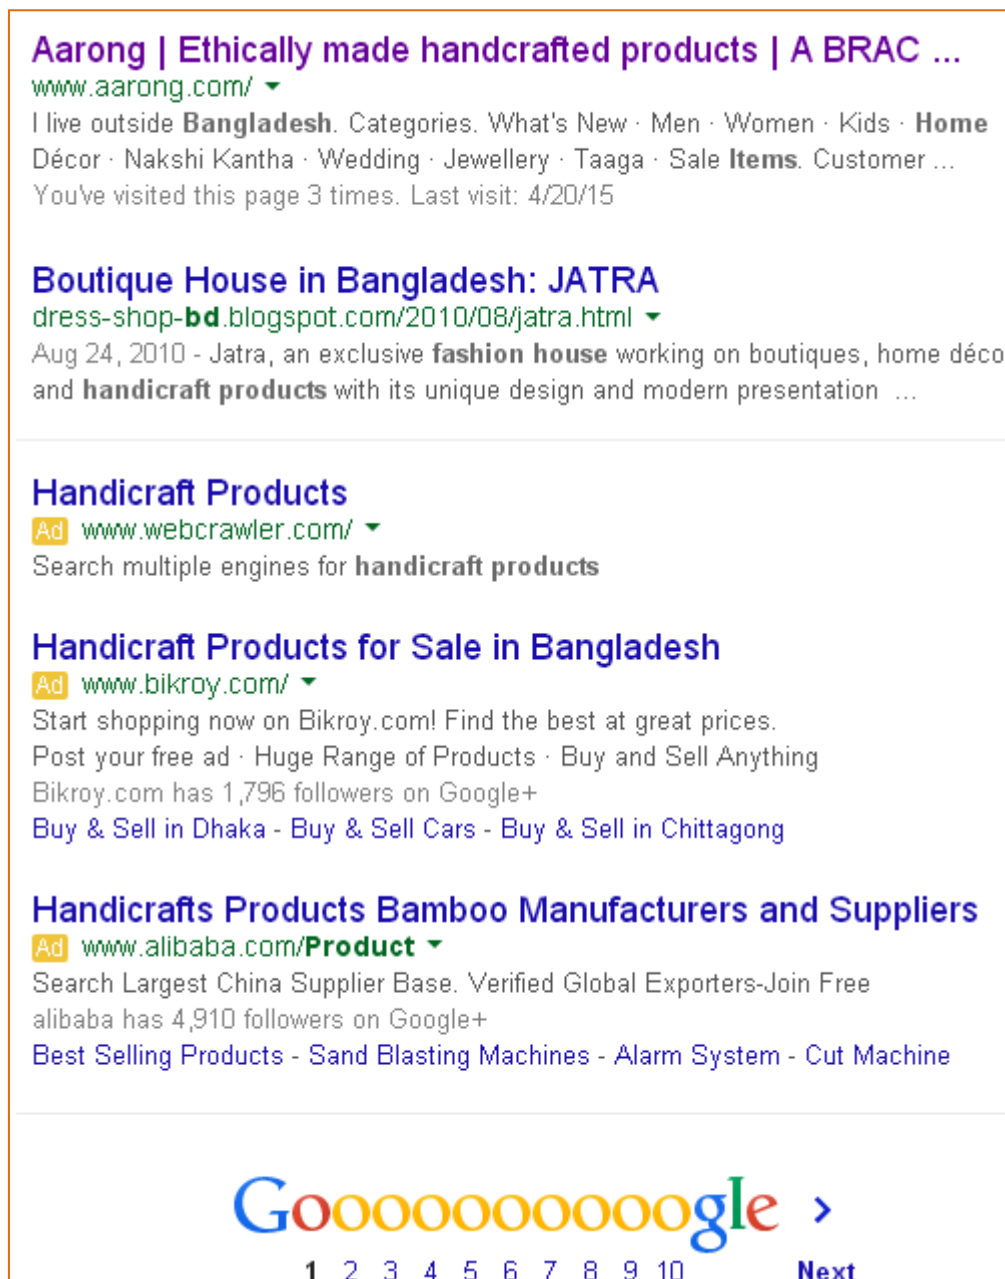 Aarong | Ethically made handcrafted products | A BRAC ...
www.aarong.com/
I live outside Bangladesh. Categories. What's New · Men · Women · Kids · Home
Décor · Nakshi Kantha · Wedding · Jewellery · Taaga · Sale Items. Customer ...
You've visited this page 3 times. Last visit: 4/20/15
Boutique House in Bangladesh: JATRA
dress-shop-bd.blogspot.com/2010/08/jatra.html
Aug 24, 2010 - Jatra, an exclusive fashion house working on boutiques, home déco
and handicraft products with its unique design and modern presentation ...
Handicraft Products
Ad www.webcrawler.com/
Search multiple engines for handicraft products
Handicraft Products for Sale in Bangladesh
Ad www.bikroy.com/
Start shopping now on Bikroy.com! Find the best at great prices.
Post your free ad · Huge Range of Products · Buy and Sell Anything
Bikroy.com has 1,796 followers on Google+
Buy & Sell in Dhaka - Buy & Sell Cars - Buy & Sell in Chittagong
Handicrafts Products Bamboo Manufacturers and Suppliers
Ad www.alibaba.com/Product
Search Largest China Supplier Base. Verified Global Exporters-Join Free
alibaba has 4,910 followers on Google+
Best Selling Products - Sand Blasting Machines - Alarm System - Cut Machine
Goooooooooogle >
1 2 3 4 5 6 7 8 9 10 Next